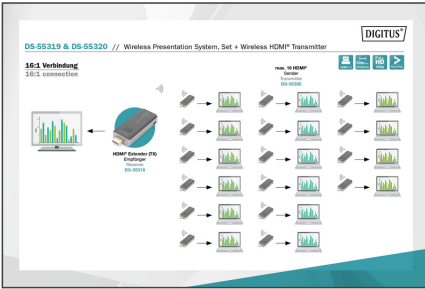 DIGITUS®
DS-55319 & DS-55320 // Wireless Presentation System, Set + Wireless HDMI® Transmitter
16:1 Verbindung
16:1 connection
max. 16 HDMI®
Sender
Transmitter
DS-55320
HD
HDMI® Extender (TX)
Empfänger
Receiver
DS-55319